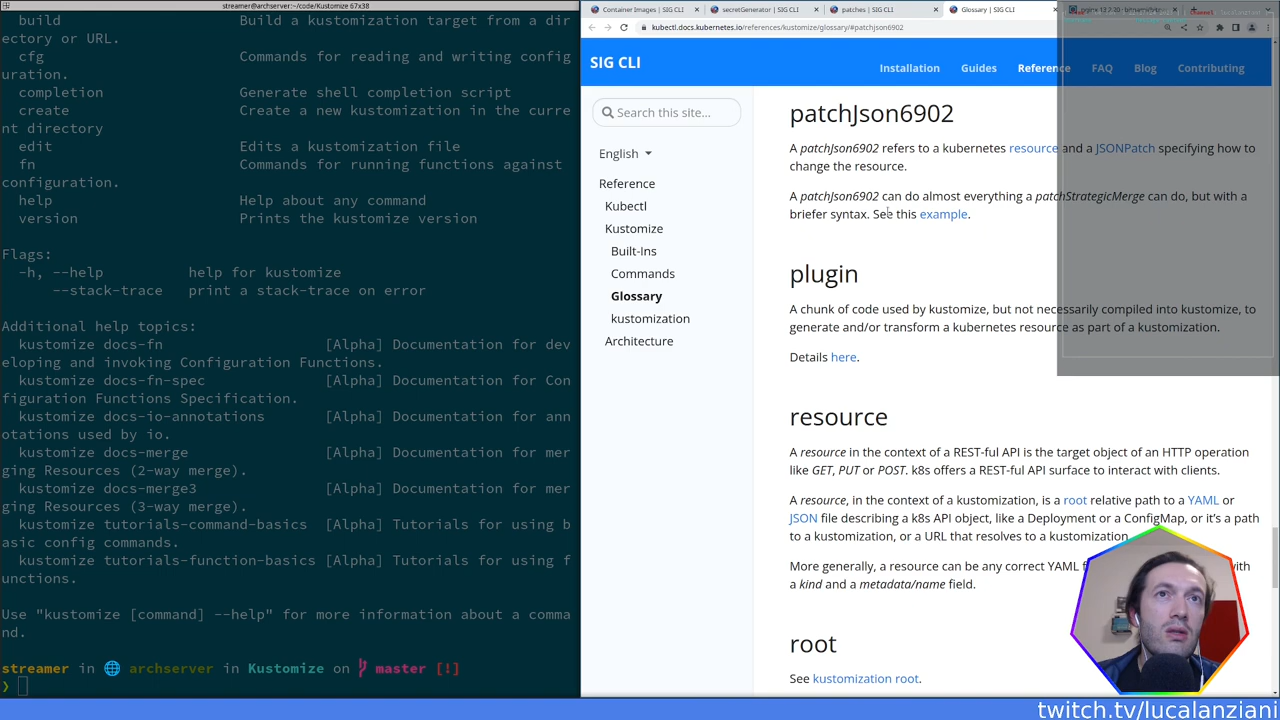 streamer@archserver:~/code/Kustomize 67x38
build Build a kustomization target from a dir
ectory or URL.
cfg Commands for reading and writing config
uration.
completion Generate shell completion script
create Create a new kustomization in the curre
nt directory
edit Edits a kustomization file
fn Commands for running functions against
configuration.
help Help about any command
version Prints the kustomize version
Flags:
-h, --help help for kustomize
--stack-trace print a stack-trace on error
Additional help topics:
kustomize docs-fn [Alpha] Documentation for dev
eloping and invoking Configuration Functions.
kustomize docs-fn-spec [Alpha] Documentation for Con
figuration Functions Specification.
kustomize docs-io-annotations [Alpha] Documentation for ann
otations used by io.
kustomize docs-merge [Alpha] Documentation for mer
ging Resources (2-way merge).
kustomize docs-merge3 [Alpha] Documentation for mer
ging Resources (3-way merge).
kustomize tutorials-command-basics [Alpha] Tutorials for using b
asic config commands.
kustomize tutorials-function-basics [Alpha] Tutorials for using f
unctions.
Use "kustomize [command] --help" for more information about a comma
nd.
streamer in archserver in Kustomize on master [!]
❯
Container Images | SIG CLI
secretGenerator | SIG CLI
patches | SIG CLI
Glossary | SIG CLI
kubectl.docs.kubernetes.io/references/kustomize/glossary/#patchjson6902
SIG CLI
Installation Guides Reference FAQ Blog Contributing
Search this site…
English
Reference
Kubectl
Kustomize
Built-Ins
Commands
Glossary
kustomization
Architecture
patchJson6902
A patchJson6902 refers to a kubernetes resource and a JSONPatch specifying how to
change the resource.
A patchJson6902 can do almost everything a patchStrategicMerge can do, but with a
briefer syntax. See this example.
plugin
A chunk of code used by kustomize, but not necessarily compiled into kustomize, to
generate and/or transform a kubernetes resource as part of a kustomization.
Details here.
resource
A resource in the context of a REST-ful API is the target object of an HTTP operation
like GET, PUT or POST. k8s offers a REST-ful API surface to interact with clients.
A resource, in the context of a kustomization, is a root relative path to a YAML or
JSON file describing a k8s API object, like a Deployment or a ConfigMap, or it's a path
to a kustomization, or a URL that resolves to a kustomization.
More generally, a resource can be any correct YAML
a kind and a metadata/name field.
root
See kustomization root.
twitch.tv/lucalanziani